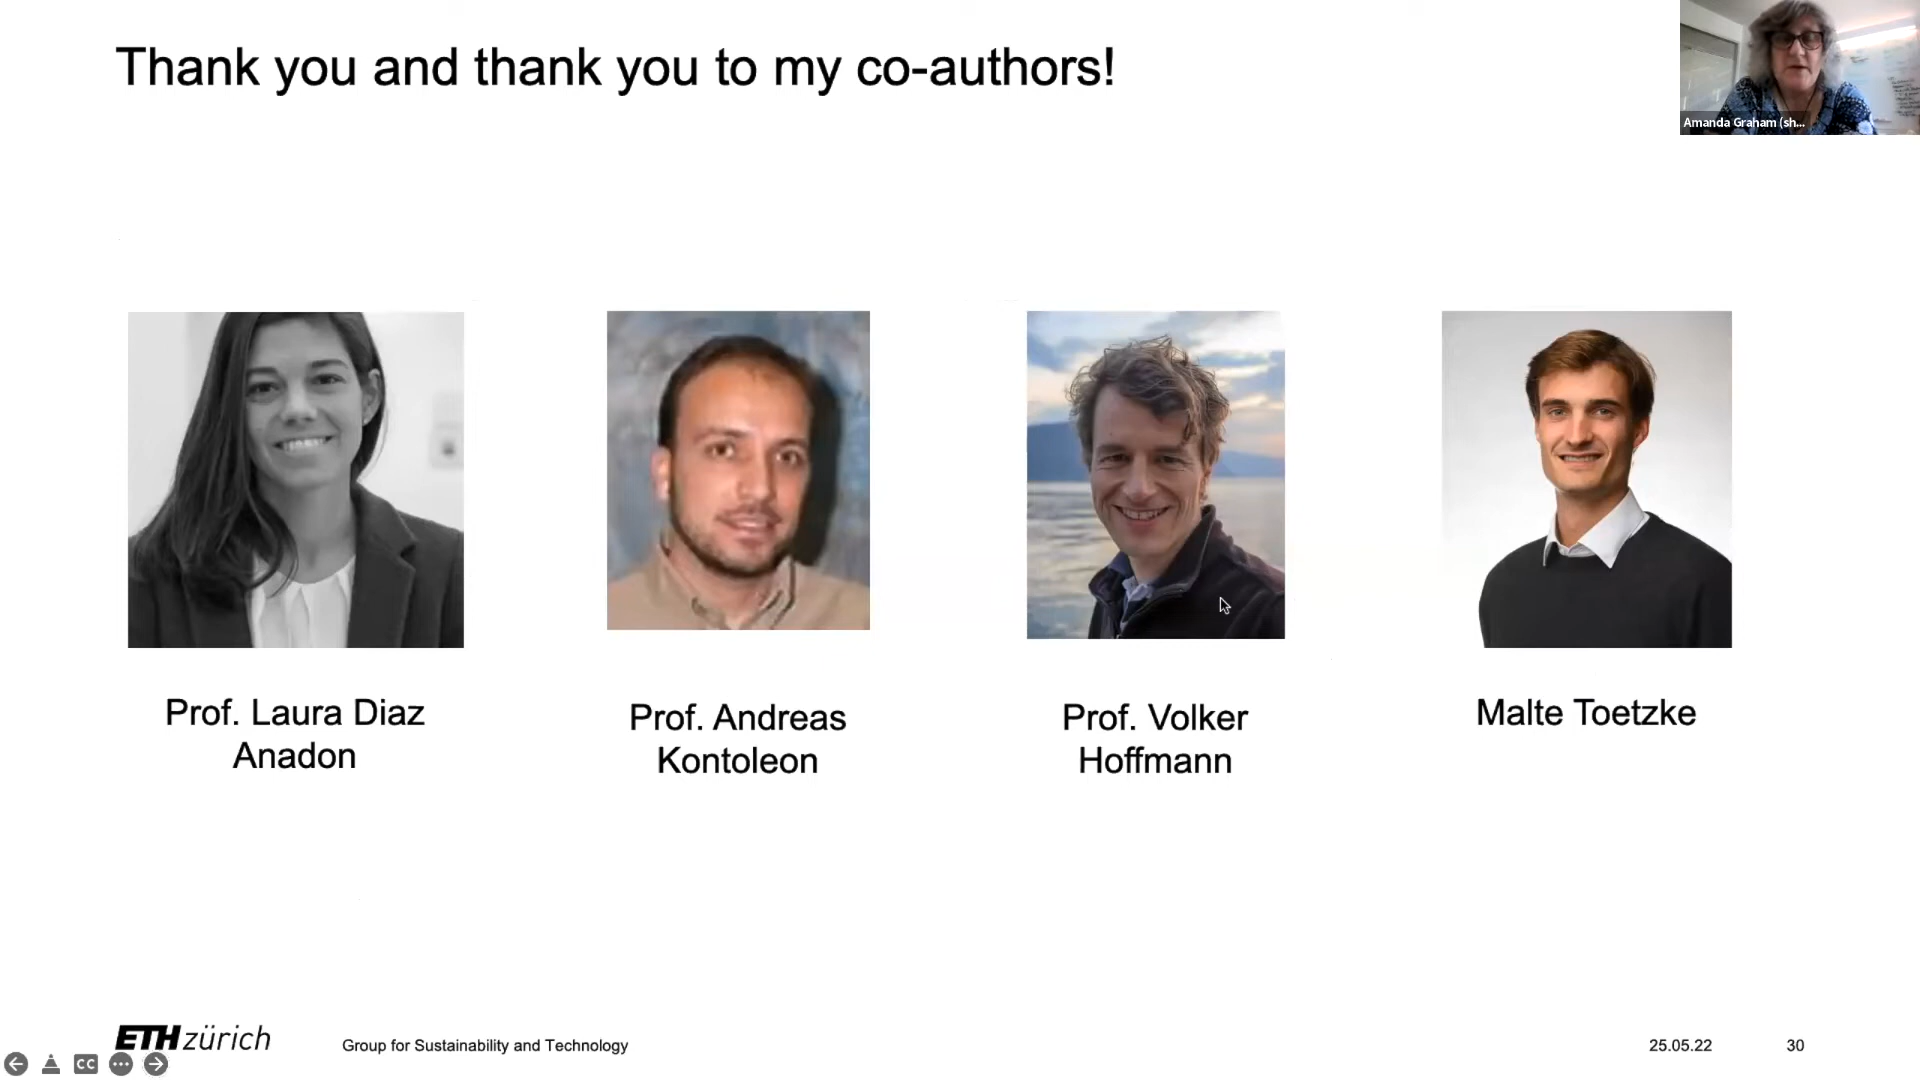 Thank you and thank you to my co-authors!
Amanda Graham (sh...
Prof. Laura Diaz
Anadon
Prof. Andreas
Kontoleon
Prof. Volker
Hoffmann
Malte Toetzke
ETH zürich
Group for Sustainability and Technology
25.05.22
30
CC